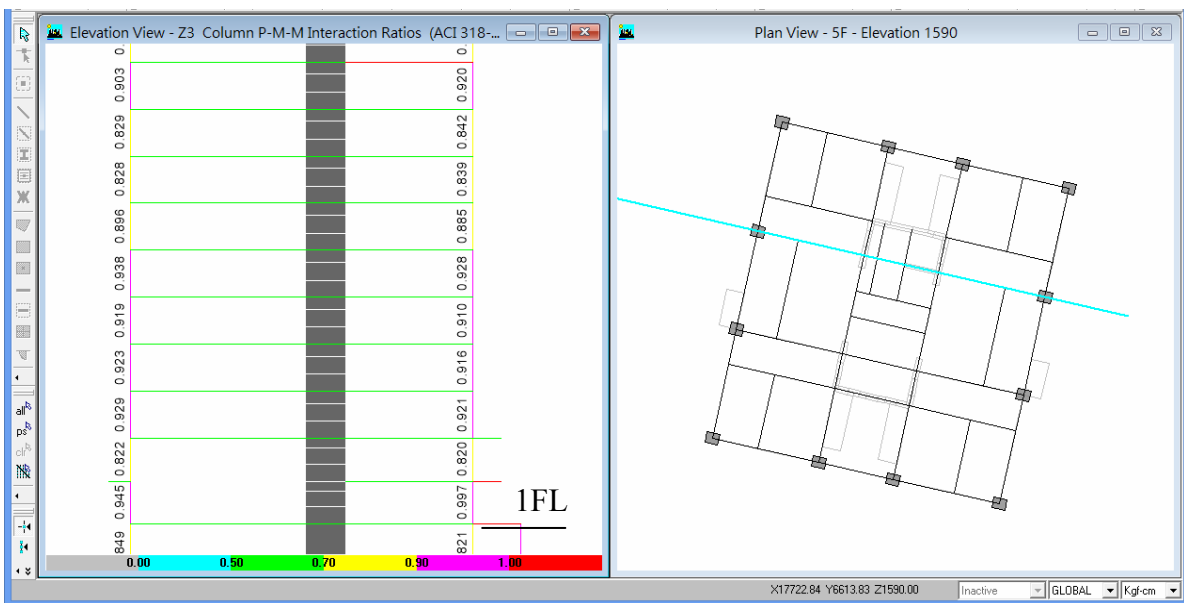 Elevation View - Z3 Column P-M-M Interaction Ratios (ACI 318-...
Plan View - 5F - Elevation 1590
0.903
0.920
0.829
0.842
0.828
0.839
0.896
0.885
0.938
0.928
0.919
0.910
0.923
0.916
0.929
0.921
0.822
0.820
0.945
0.997
1FL
849
821
0.00 0.50 0.70 0.90 1.00
all
ps
clr
X17722.84 Y6613.83 Z1590.00
Inactive
GLOBAL
Kgf-cm